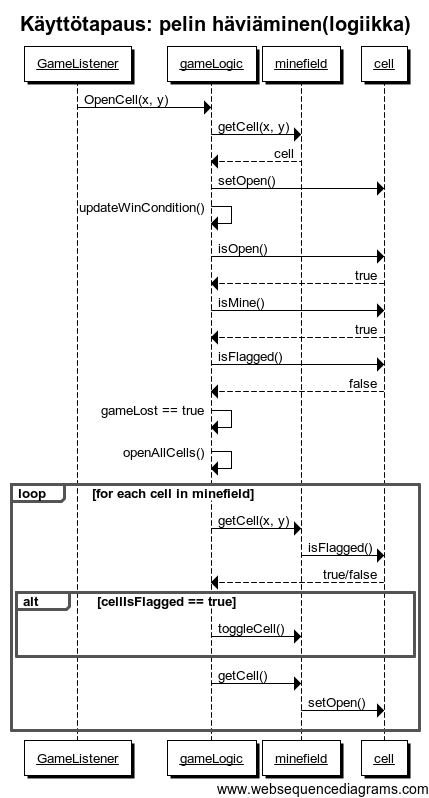 Käyttötapaus: pelin häviäminen(logiikka)
GameListener gameLogic minefield cell
OpenCell(x, y)
getCell(x, y)
cell
setOpen()
updateWinCondition()
isOpen()
true
isMine()
true
isFlagged()
false
gameLost == true
openAllCells()
loop [for each cell in minefield]
getCell(x, y)
isFlagged()
true/false
alt [cellIsFlagged == true]
toggleCell()
getCell()
setOpen()
GameListener gameLogic minefield cell
www.websequencediagrams.com